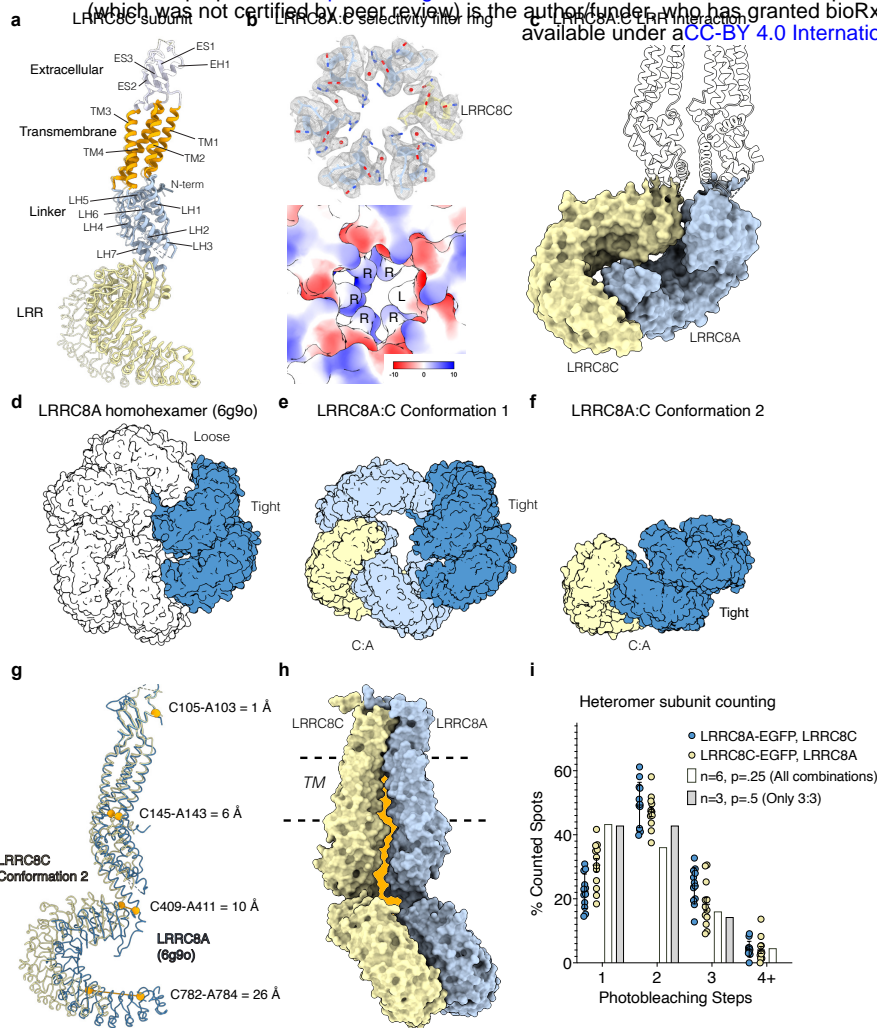 (which was not certified by peer review) is the author/funder, who has granted bioRx
available under aCC-BY 4.0 Internatio
a
LRRC8C subunit
b
LRRC8A:C selectivity filter ring
c
LRRC8A:C LRR interaction
ES1
ES3
EH1
Extracellular
ES2
TM3
Transmembrane
TM1
TM4
TM2
N-term
LH5
Linker
LH6
LH1
LH4
LH2
LH3
LH7
LRR
LRRC8C
R
R
R
L
R
R
-10
0
10
LRRC8A
LRRC8C
d
LRRC8A homohexamer (6g9o)
Loose
Tight
e
LRRC8A:C Conformation 1
Tight
C:A
f
LRRC8A:C Conformation 2
Tight
C:A
g
C105-A103 = 1 Å
C145-A143 = 6 Å
LRRC8C
Conformation 2
C409-A411 = 10 Å
LRRC8A
(6g9o)
C782-A784 = 26 Å
h
LRRC8C
LRRC8A
TM
i
Heteromer subunit counting
LRRC8A-EGFP, LRRC8C
LRRC8C-EGFP, LRRC8A
n=6, p=.25 (All combinations)
n=3, p=.5 (Only 3:3)
% Counted Spots
60
40
20
0
1
2
3
4+
Photobleaching Steps